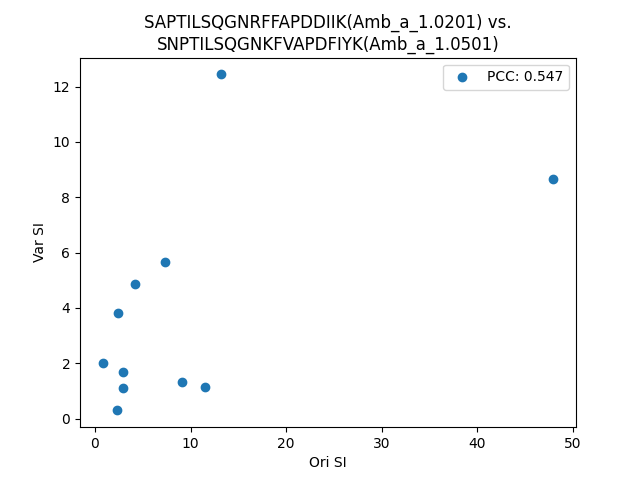 SAPTILSQGNRFFAPDDIIK(Amb_a_1.0201) vs.
SNPTILSQGNKFVAPDFIYK(Amb_a_1.0501)
PCC: 0.547
12
10
8
6
4
2
0
Var SI
0 10 20 30 40 50
Ori SI